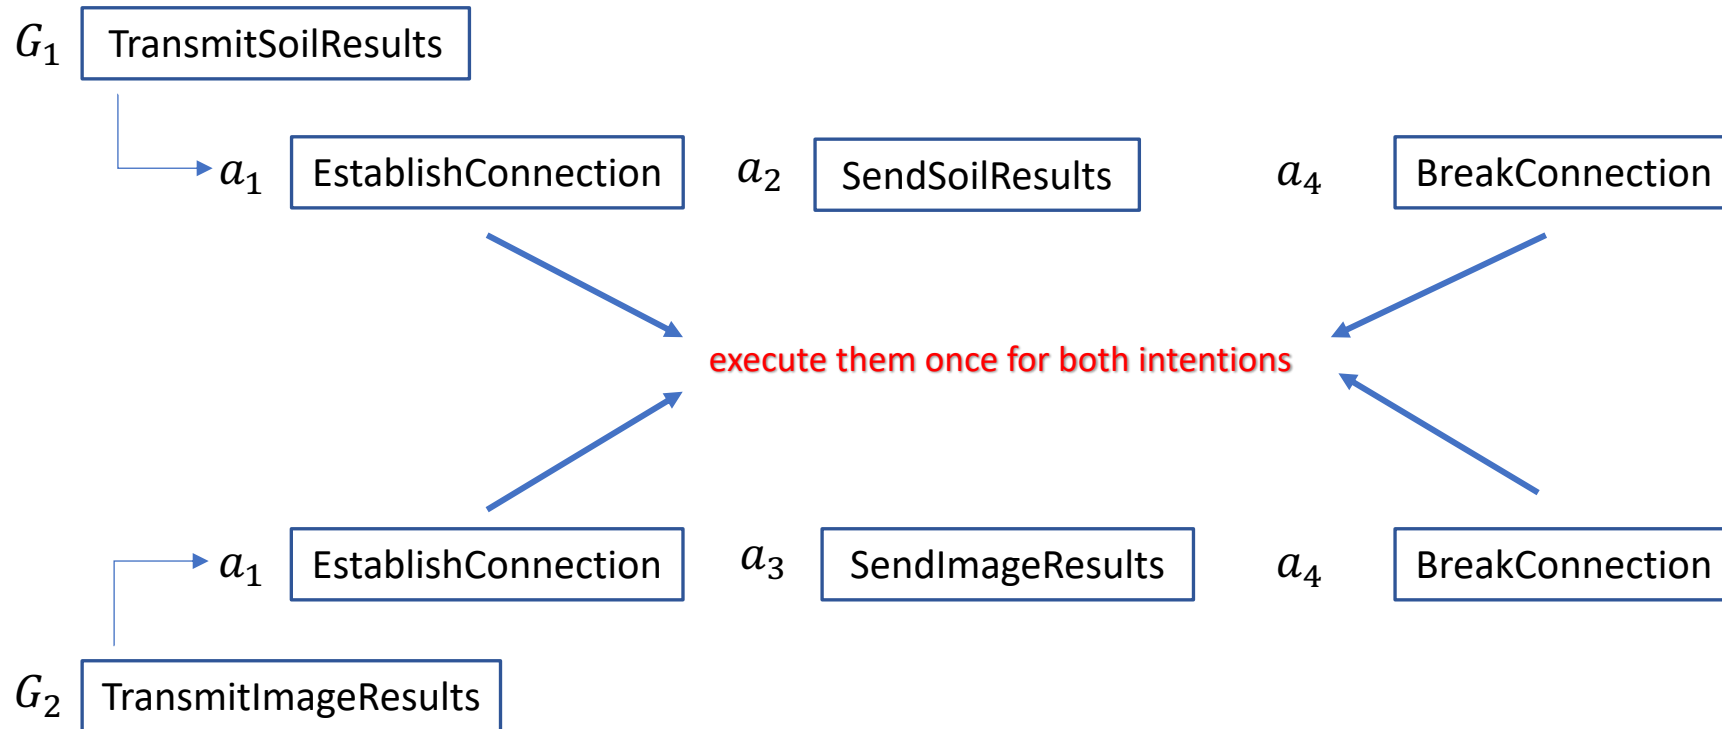 G₁ TransmitSoilResults
a₁ EstablishConnection a₂ SendSoilResults a₄ BreakConnection
execute them once for both intentions
a₁ EstablishConnection a₃ SendImageResults a₄ BreakConnection
G₂ TransmitImageResults